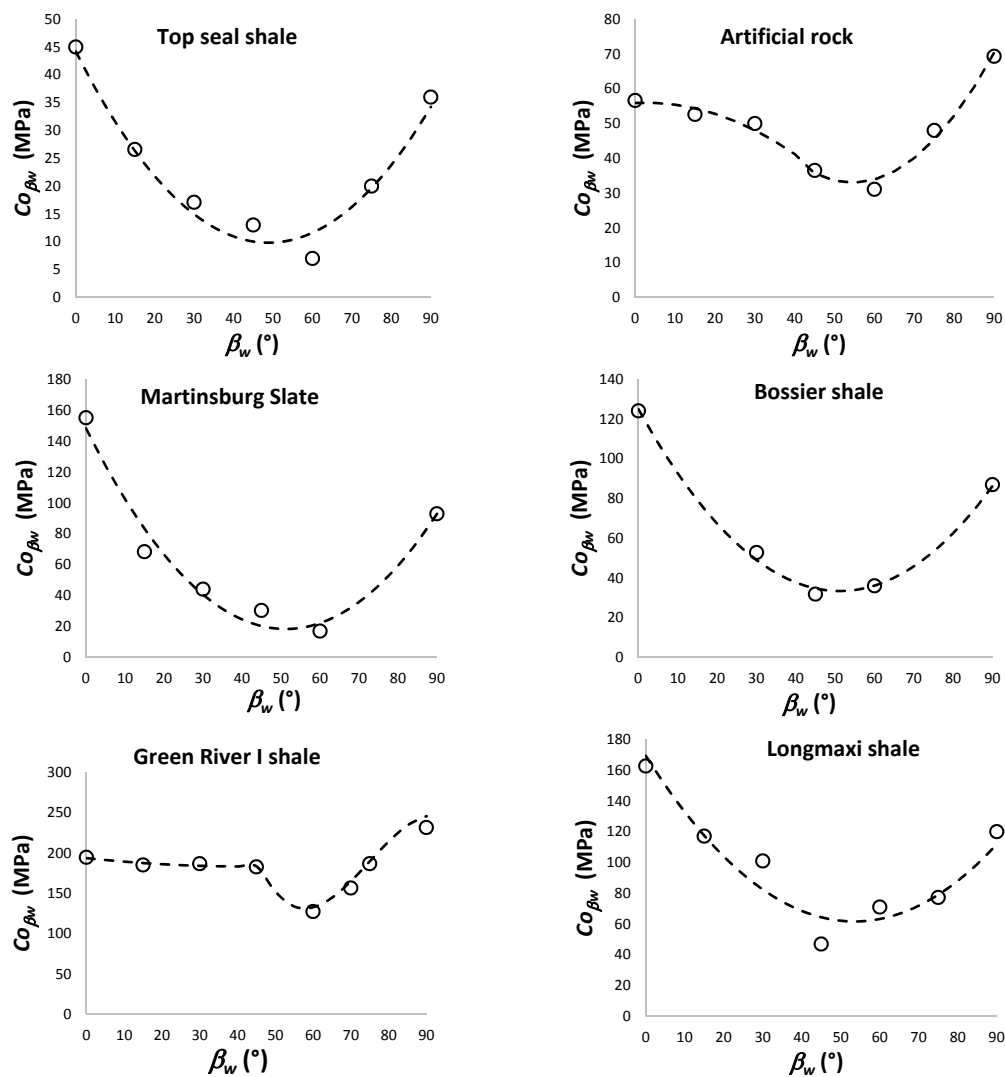 Top seal shale
50
45
40
35
30
25
20
15
10
5
0
Co_βw (MPa)
0 10 20 30 40 50 60 70 80 90
β_w (°)
Artificial rock
80
70
60
50
40
30
20
10
0
Co_βw (MPa)
0 10 20 30 40 50 60 70 80 90
β_w (°)
Martinsburg Slate
180
160
140
120
100
80
60
40
20
0
Co_βw (MPa)
0 10 20 30 40 50 60 70 80 90
β_w (°)
Bossier shale
140
120
100
80
60
40
20
0
Co_βw (MPa)
0 10 20 30 40 50 60 70 80 90
β_w (°)
Green River I shale
300
250
200
150
100
50
0
Co_βw (MPa)
0 10 20 30 40 50 60 70 80 90
β_w (°)
Longmaxi shale
180
160
140
120
100
80
60
40
20
0
Co_βw (MPa)
0 10 20 30 40 50 60 70 80 90
β_w (°)